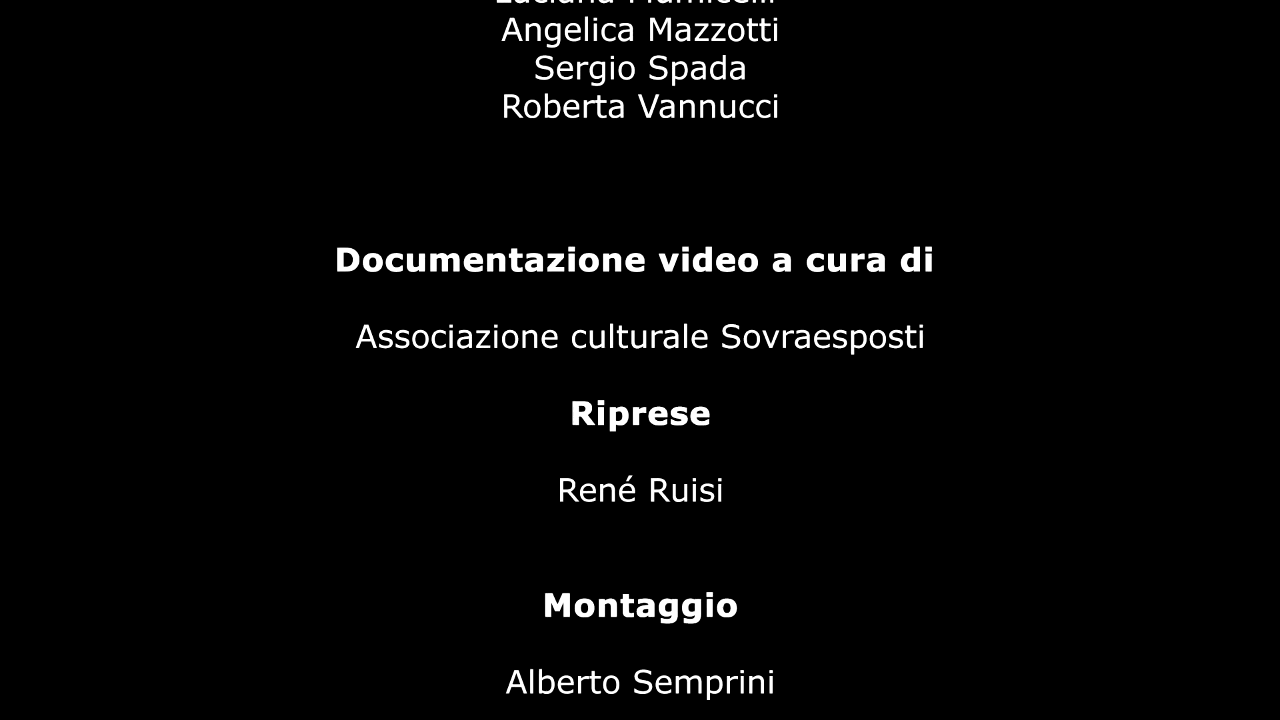 Angelica Mazzotti
Sergio Spada
Roberta Vannucci
Documentazione video a cura di
Associazione culturale Sovraesposti
Riprese
René Ruisi
Montaggio
Alberto Semprini